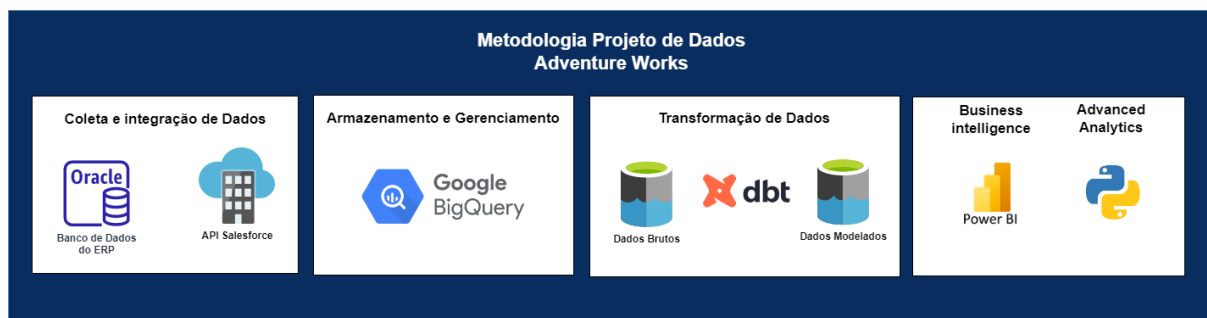 Metodologia Projeto de Dados
Adventure Works
Coleta e integração de Dados
Oracle
Banco de Dados
do ERP
API Salesforce
Armazenamento e Gerenciamento
Google
BigQuery
Transformação de Dados
Dados Brutos
dbt
Dados Modelados
Business
intelligence
Power BI
Advanced
Analytics